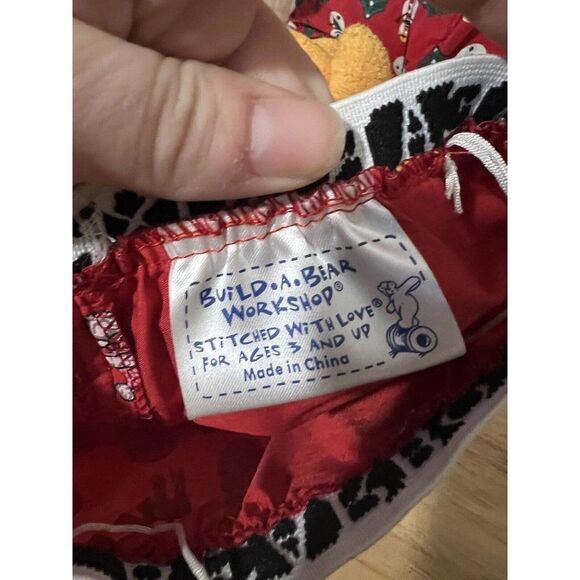 BUILD•A•BEAR
WORKSHOP®
STITCHED WITH LOVE®
FOR AGES 3 AND UP
Made in China